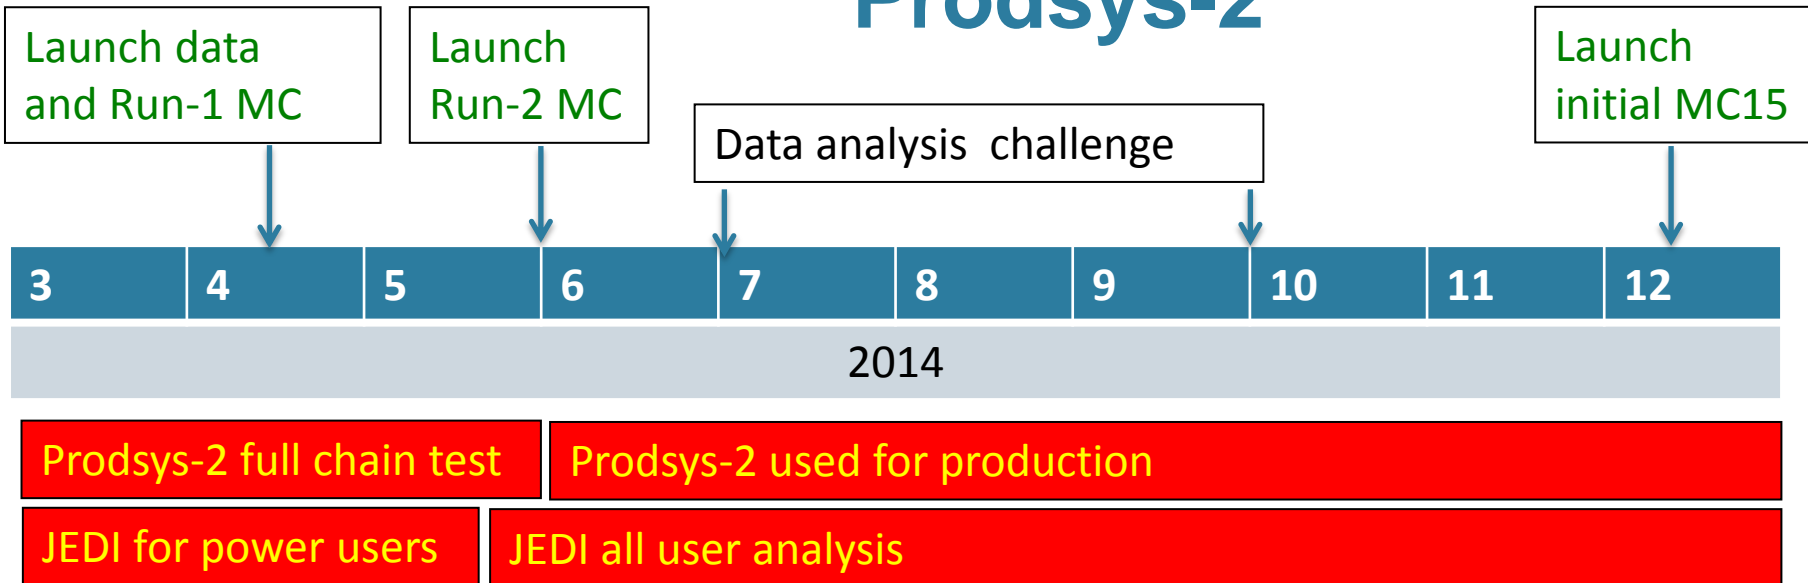 Prodsys-2
Launch data
and Run-1 MC
Launch
Run-2 MC
Data analysis challenge
Launch
initial MC15
3 4 5 6 7 8 9 10 11 12
2014
Prodsys-2 full chain test
Prodsys-2 used for production
JEDI for power users
JEDI all user analysis